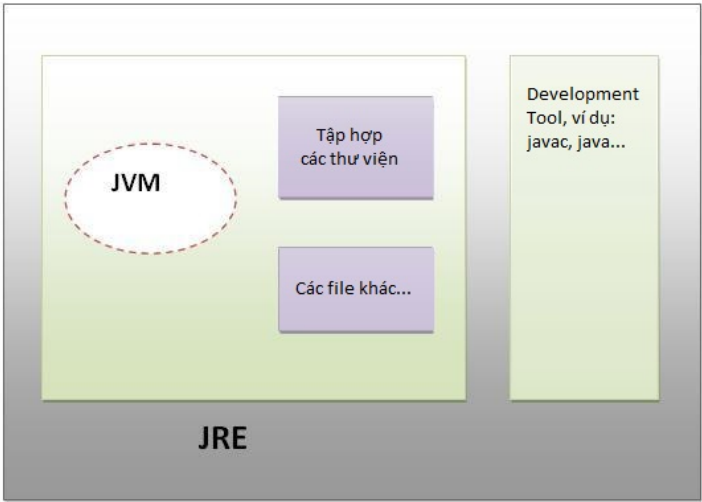 JVM
Tập hợp
các thư viện
Các file khác...
Development
Tool, ví dụ:
javac, java...
JRE